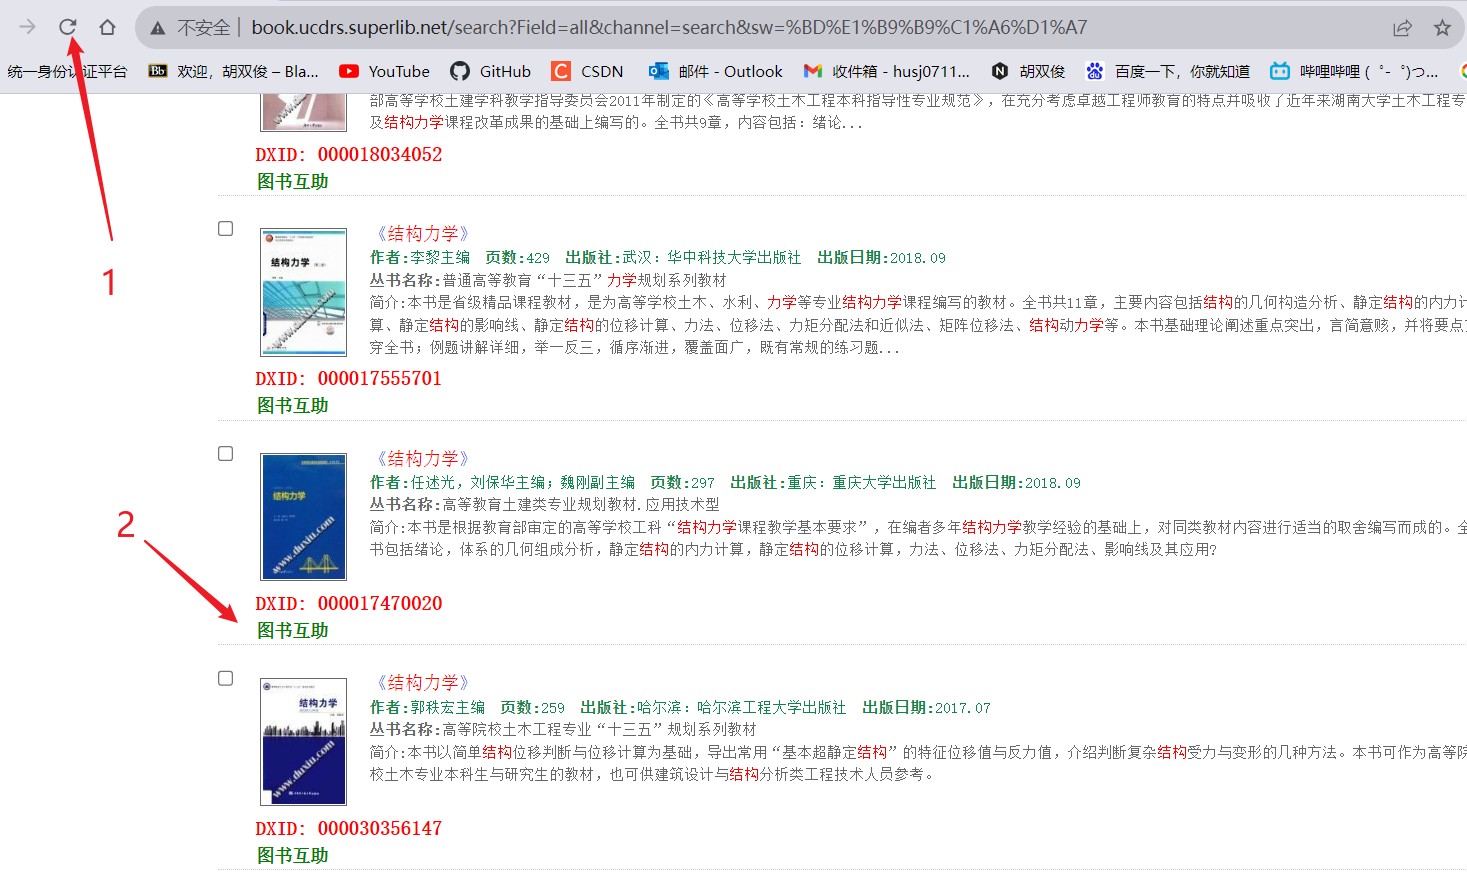 不安全 | book.ucdrs.superlib.net/search?Field=all&channel=search&sw=%BD%E1%B9%B9%C1%A6%D1%A7
统一身份认证平台 Bb 欢迎，胡双俊 – Bla... YouTube GitHub C CSDN 邮件 - Outlook 收件箱 - husj0711... N 胡双俊 百度一下，你就知道 哔哩哔哩 ( ゜- ゜)つ...
部高等学校土建学科教学指导委员会2011年制定的《高等学校土木工程本科指导性专业规范》，在充分考虑卓越工程师教育的特点并吸收了近年来湖南大学土木工程专
及结构力学课程改革成果的基础上编写的。全书共9章，内容包括：绪论...
DXID: 000018034052
图书互助
1
《结构力学》
作者:李黎主编 页数:429 出版社:武汉：华中科技大学出版社 出版日期:2018.09
丛书名称:普通高等教育“十三五”力学规划系列教材
简介:本书是省级精品课程教材，是为高等学校土木、水利、力学等专业结构力学课程编写的教材。全书共11章，主要内容包括结构的几何构造分析、静定结构的内力计
算、静定结构的影响线、静定结构的位移计算、力法、位移法、力矩分配法和近似法、矩阵位移法、结构动力学等。本书基础理论阐述重点突出，言简意赅，并将要点
穿全书；例题讲解详细，举一反三，循序渐进，覆盖面广，既有常规的练习题...
结构力学
www.duxiu.com
DXID: 000017555701
图书互助
2
《结构力学》
作者:任述光，刘保华主编；魏刚副主编 页数:297 出版社:重庆：重庆大学出版社 出版日期:2018.09
丛书名称:高等教育土建类专业规划教材.应用技术型
简介:本书是根据教育部审定的高等学校工科“结构力学课程教学基本要求”，在编者多年结构力学教学经验的基础上，对同类教材内容进行适当的取舍编写而成的。全
书包括绪论，体系的几何组成分析，静定结构的内力计算，静定结构的位移计算，力法、位移法、力矩分配法、影响线及其应用？
结构力学
www.duxiu.com
DXID: 000017470020
图书互助
《结构力学》
作者:郭秩宏主编 页数:259 出版社:哈尔滨：哈尔滨工程大学出版社 出版日期:2017.07
丛书名称:高等院校土木工程专业“十三五”规划系列教材
简介:本书以简单结构位移判断与位移计算为基础，导出常用“基本超静定结构”的特征位移值与反力值，介绍判断复杂结构受力与变形的几种方法。本书可作为高等院
校土木专业本科生与研究生的教材，也可供建筑设计与结构分析类工程技术人员参考。
结构力学
www.duxiu.com
DXID: 000030356147
图书互助